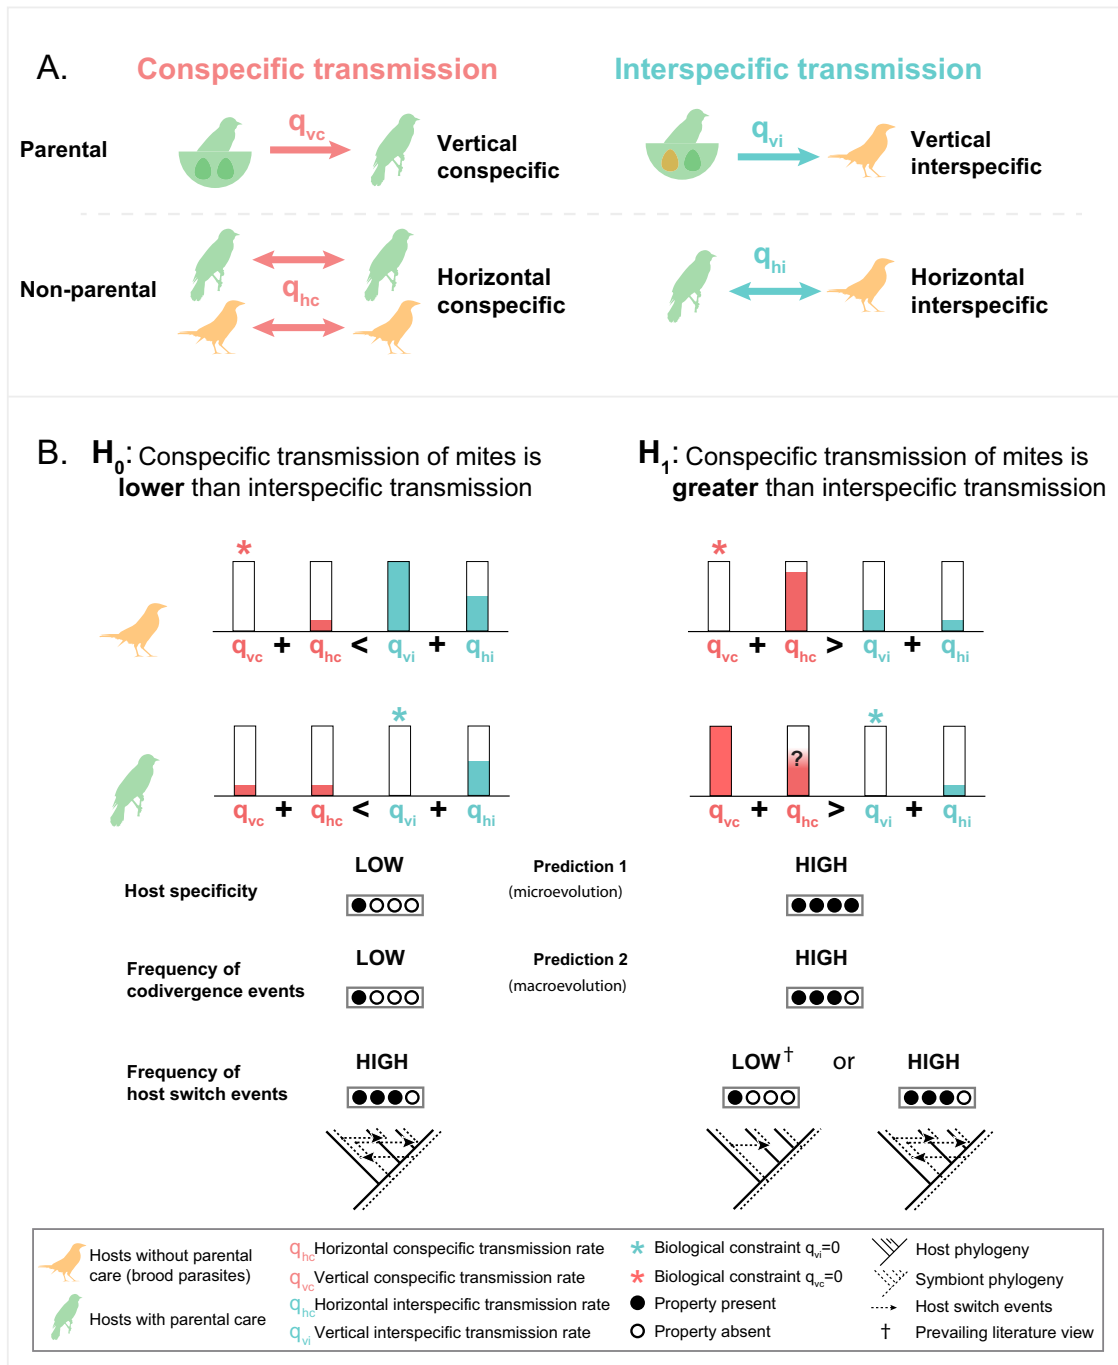 A. Conspecific transmission Interspecific transmission
Parental
qvc
Vertical
conspecific
qvi
Vertical
interspecific
Non-parental
qhc
Horizontal
conspecific
qhi
Horizontal
interspecific
B. H0: Conspecific transmission of mites is
lower than interspecific transmission
H1: Conspecific transmission of mites is
greater than interspecific transmission
*
qvc + qhc < qvi + qhi
*
qvc + qhc > qvi + qhi
*
qvc + qhc < qvi + qhi
*
?
qvc + qhc > qvi + qhi
Host specificity
LOW
Prediction 1
(microevolution)
HIGH
Frequency of
codivergence events
LOW
Prediction 2
(macroevolution)
HIGH
Frequency of
host switch events
HIGH
LOW† or HIGH
Hosts without parental
care (brood parasites)
Hosts with parental care
qhc Horizontal conspecific transmission rate
qvc Vertical conspecific transmission rate
qhc Horizontal interspecific transmission rate
qvi Vertical interspecific transmission rate
* Biological constraint qvi=0
* Biological constraint qvc=0
Property present
Property absent
Host phylogeny
Symbiont phylogeny
Host switch events
† Prevailing literature view